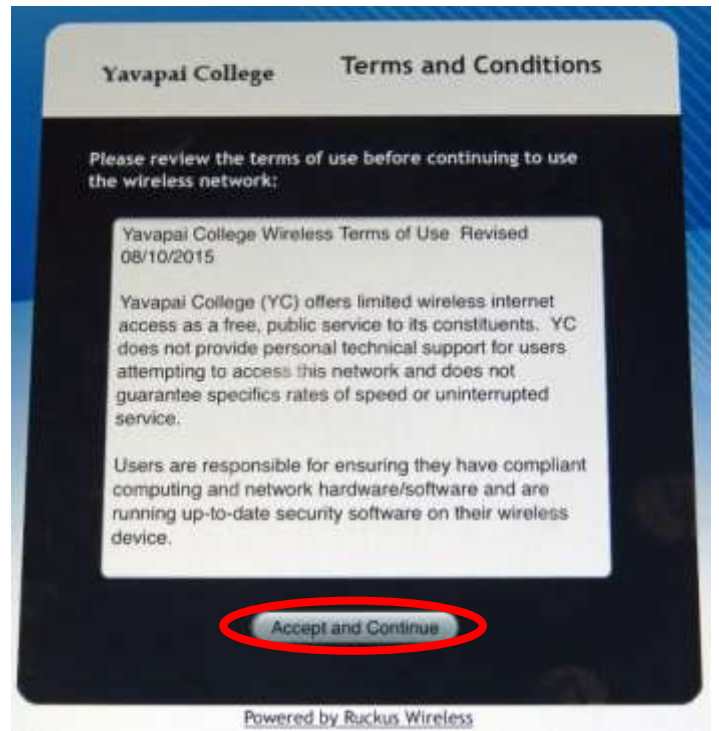 Yavapai College
Terms and Conditions
Please review the terms of use before continuing to use
the wireless network:
Yavapai College Wireless Terms of Use Revised
08/10/2015
Yavapai College (YC) offers limited wireless internet
access as a free, public service to its constituents. YC
does not provide personal technical support for users
attempting to access this network and does not
guarantee specifics rates of speed or uninterrupted
service.
Users are responsible for ensuring they have compliant
computing and network hardware/software and are
running up-to-date security software on their wireless
device.
Accept and Continue
Powered by Ruckus Wireless